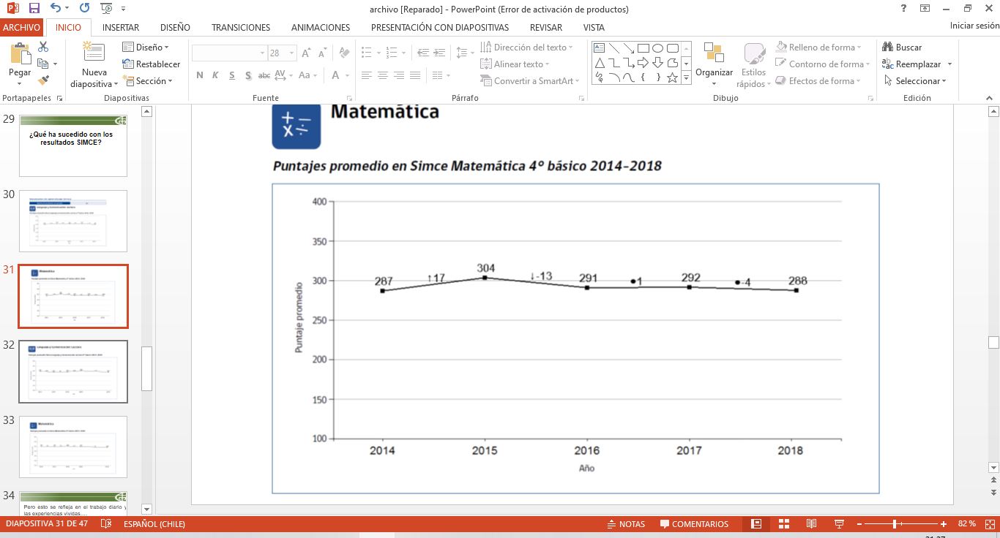 archivo [Reparado] - PowerPoint (Error de activación de productos)
ARCHIVO INICIO INSERTAR DISEÑO TRANSICIONES ANIMACIONES PRESENTACIÓN CON DIAPOSITIVAS REVISAR VISTA Iniciar sesión
Pegar
Portapapeles
Nueva
diapositiva
Diseño
Restablecer
Sección
Diapositivas
28
N K S S abc AV Aa A
Fuente
Dirección del texto
Alinear texto
Convertir a SmartArt
Párrafo
Organizar
Estilos
rápidos
Relleno de forma
Contorno de forma
Efectos de forma
Dibujo
Buscar
Reemplazar
Seleccionar
Edición
29
¿Qué ha sucedido con los
resultados SIMCE?
30
31
Matemática
32
33
Matemática
34
Pero esto se refleja en el trabajo diario y
las experiencias vividas....
Matemática
Puntajes promedio en Simce Matemática 4º básico 2014-2018
400
350
300
250
200
150
100
Puntaje promedio
287 ↑17 304 ↓-13 291 •1 292 •-4 288
2014 2015 2016 2017 2018
Año
DIAPOSITIVA 31 DE 47 ESPAÑOL (CHILE) NOTAS COMENTARIOS 82 %